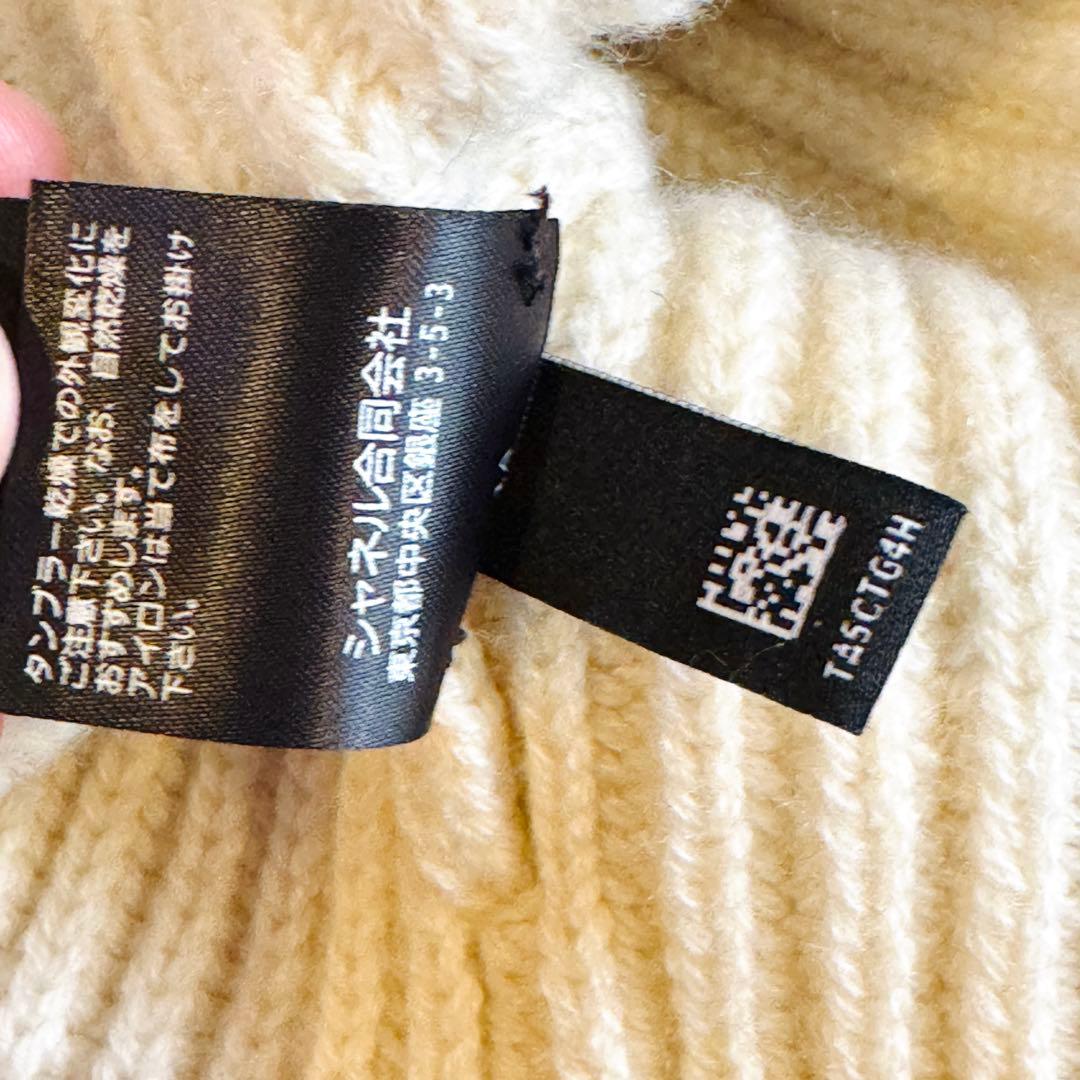 タンブラー乾燥での外観変化に
ご注意下さい。なお、自然乾燥を
おすすめします。
アイロンは当て布をしてお掛け
下さい。
シャネル合同会社
東京都中央区銀座 3-5-3
TA5CTG4H